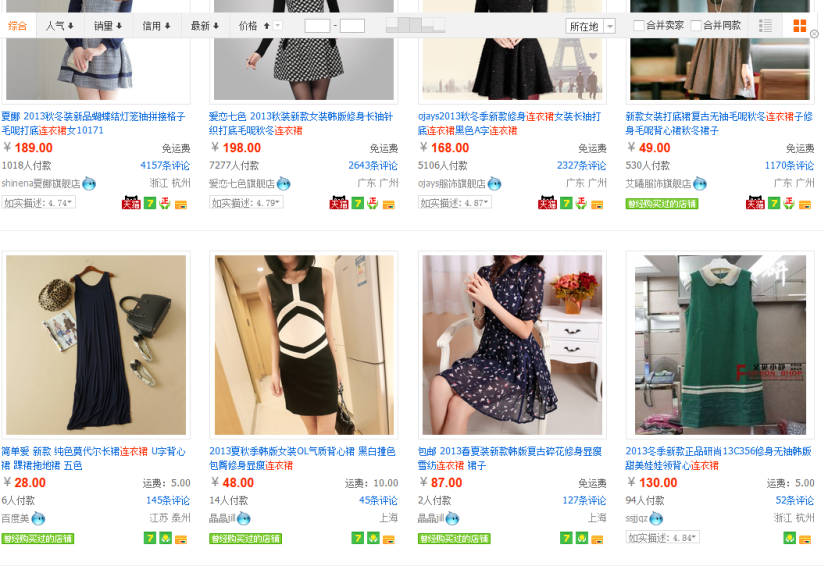 综合 人气 销量 信用 最新 价格 - 所在地 合并卖家 合并同款
夏娜 2013秋冬装新品蝴蝶结灯笼袖拼接格子
毛呢打底连衣裙女10171
￥189.00 免运费
1018人付款 4157条评论
shinena夏娜旗舰店 浙江 杭州
如实描述: 4.74 天猫 7 正
爱恋七色 2013秋装新款女装韩版修身长袖针
织打底毛呢秋冬连衣裙
￥198.00 免运费
7277人付款 2643条评论
爱恋七色旗舰店 广东 广州
如实描述: 4.79 天猫 7 正
ojays2013秋冬季新款修身连衣裙女装长袖打
底连衣裙黑色A字连衣裙
￥168.00 免运费
5106人付款 2327条评论
ojays服饰旗舰店 广东 广州
如实描述: 4.87 天猫 7 正
新款女装打底裙复古无袖毛呢秋冬连衣裙子修
身毛呢背心裙秋冬裙子
￥49.00 免运费
530人付款 1170条评论
艾曦服饰旗舰店 广东 广州
曾经购买过的店铺 天猫 7 正
简单爱 新款 纯色莫代尔长裙连衣裙 U字背心
裙 踝裙拖地裙 五色
￥28.00 运费: 5.00
6人付款 145条评论
百度美 江苏 泰州
曾经购买过的店铺 7
2013夏秋季韩版女装OL气质背心裙 黑白撞色
包臀修身显瘦连衣裙
￥48.00 运费: 10.00
14人付款 45条评论
晶晶jill 上海
曾经购买过的店铺 7
包邮 2013春夏装新款韩版复古碎花修身显瘦
雪纺连衣裙 裙子
￥87.00 免运费
2人付款 127条评论
晶晶jill 上海
曾经购买过的店铺 7
研
FASHION SHOP
2013冬季新款正品研尚13C356修身无袖韩版
甜美娃娃领背心连衣裙
￥130.00 运费: 5.00
94人付款 52条评论
ssjjqz 浙江 杭州
如实描述: 4.84